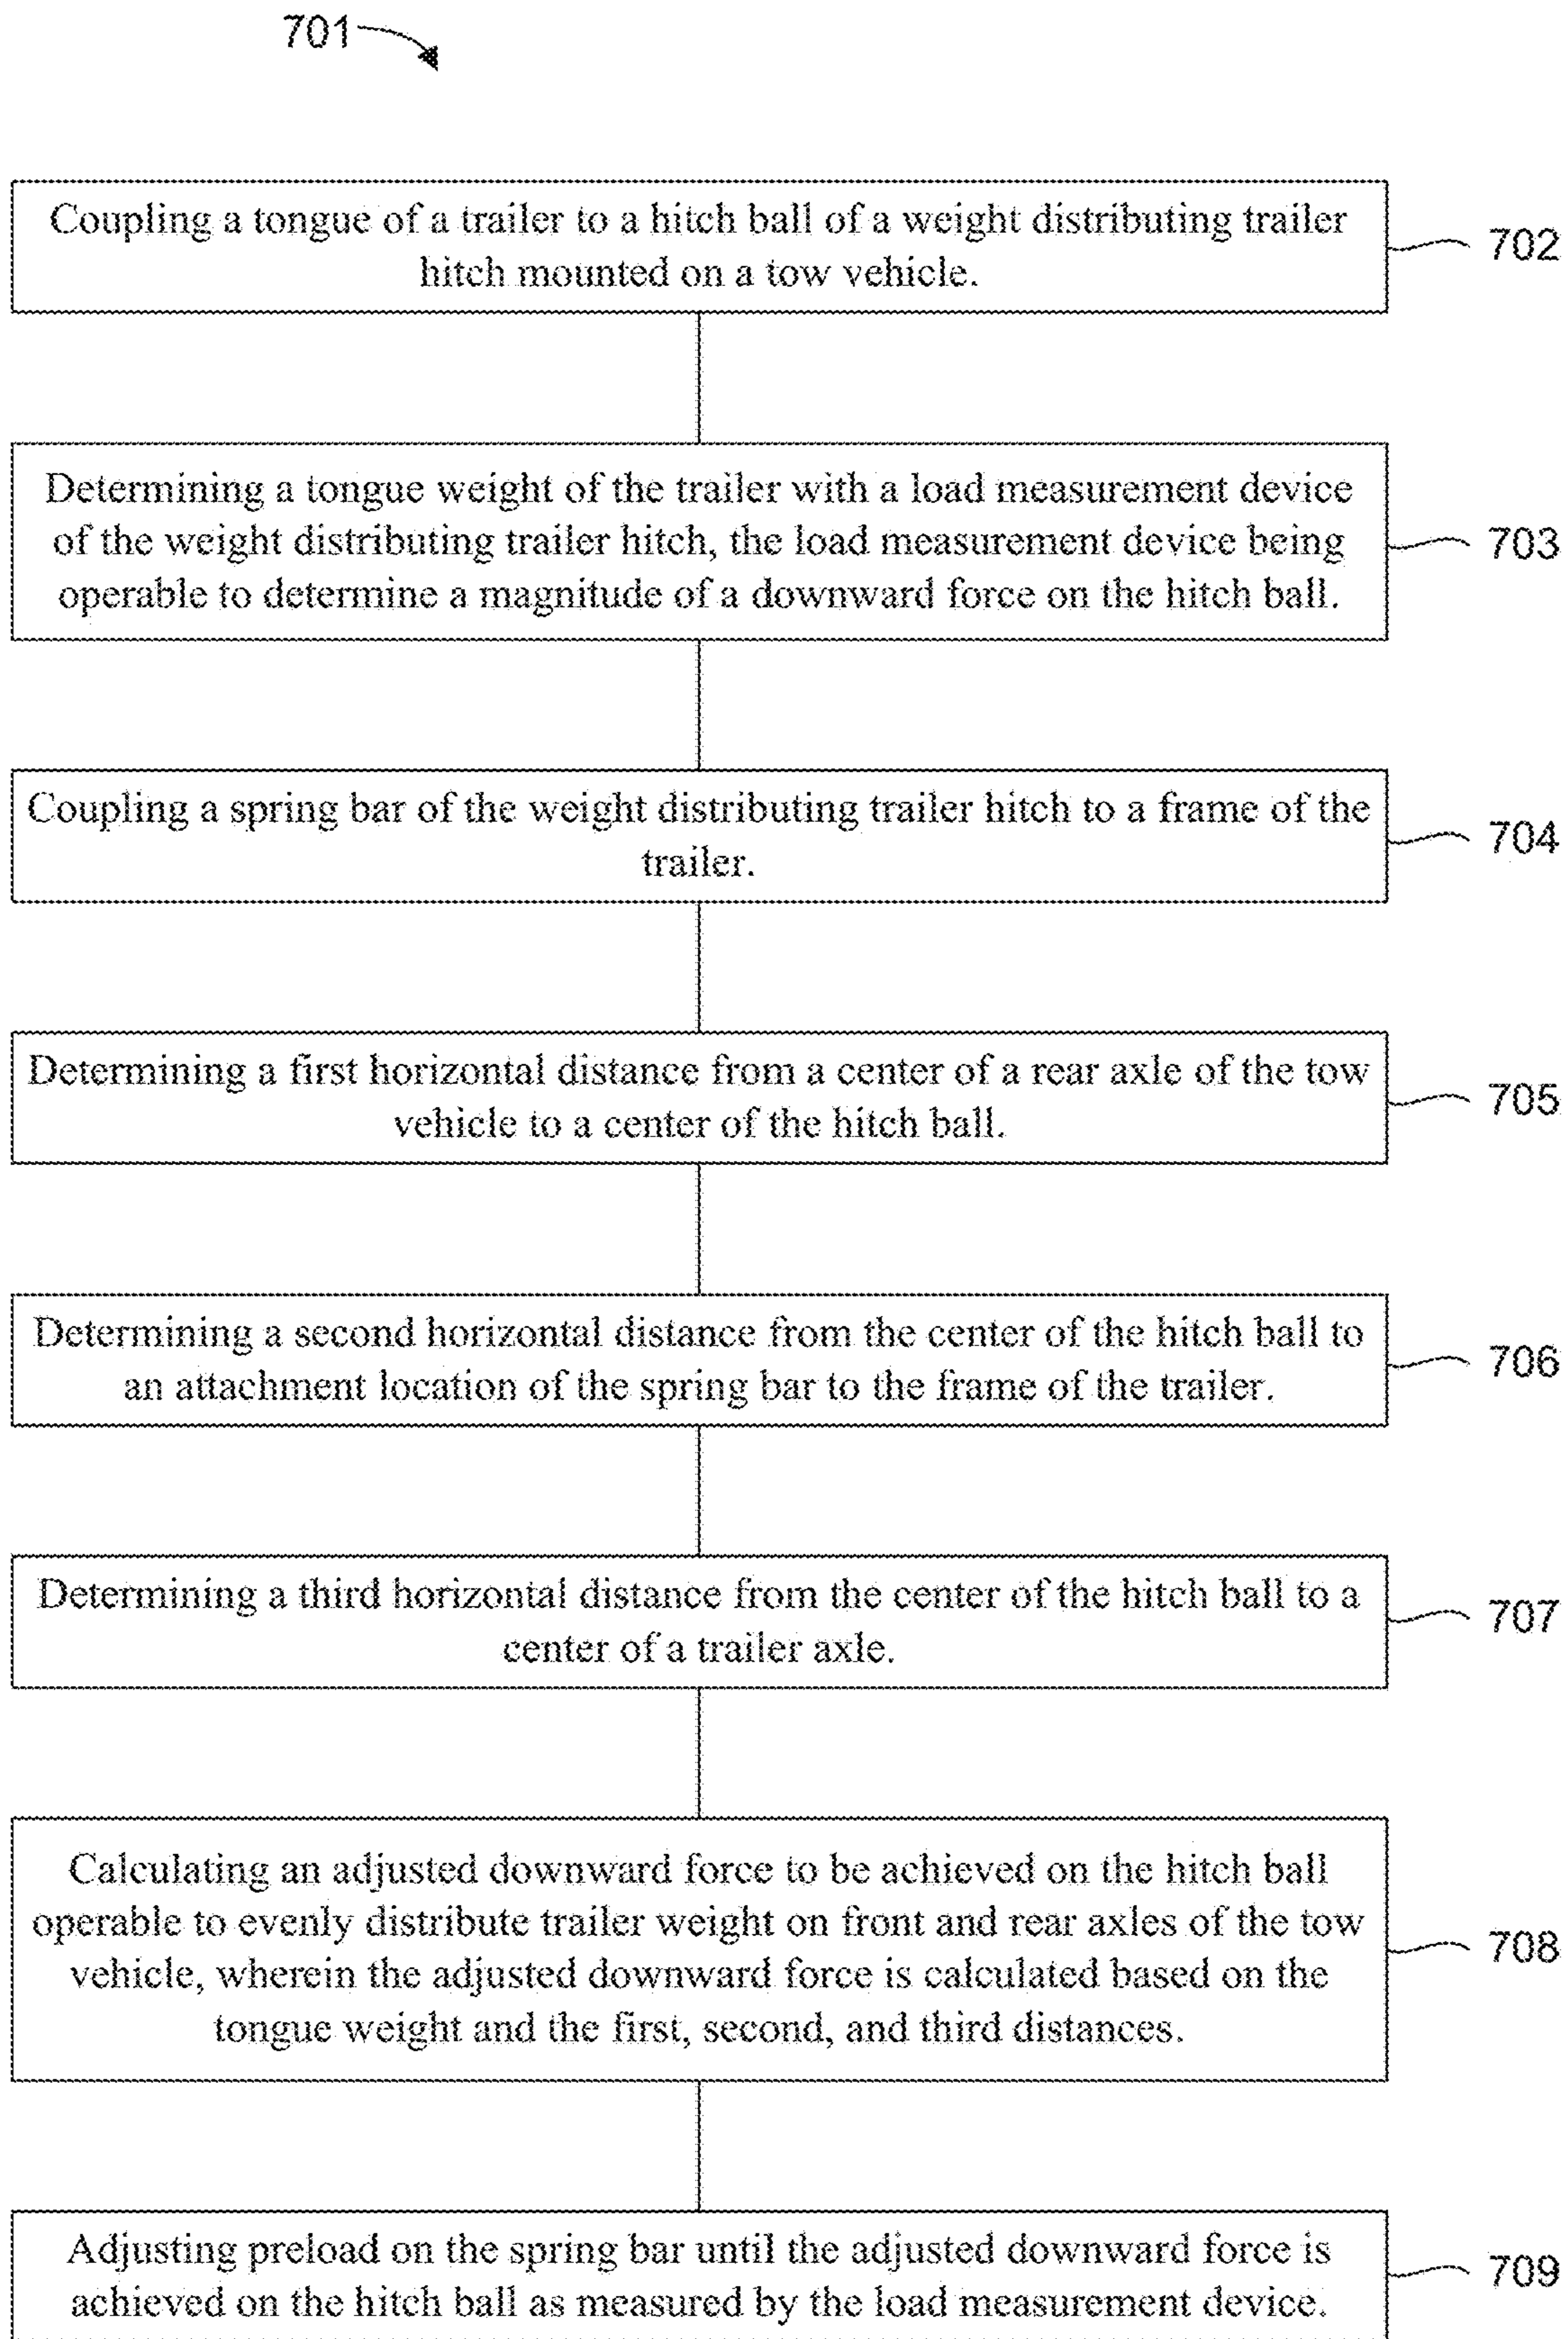 701
Coupling a tongue of a trailer to a hitch ball of a weight distributing trailer
hitch mounted on a tow vehicle.
702
Determining a tongue weight of the trailer with a load measurement device
of the weight distributing trailer hitch, the load measurement device being
operable to determine a magnitude of a downward force on the hitch ball.
703
Coupling a spring bar of the weight distributing trailer hitch to a frame of the
trailer.
704
Determining a first horizontal distance from a center of a rear axle of the tow
vehicle to a center of the hitch ball.
705
Determining a second horizontal distance from the center of the hitch ball to
an attachment location of the spring bar to the frame of the trailer.
706
Determining a third horizontal distance from the center of the hitch ball to a
center of a trailer axle.
707
Calculating an adjusted downward force to be achieved on the hitch ball
operable to evenly distribute trailer weight on front and rear axles of the tow
vehicle, wherein the adjusted downward force is calculated based on the
tongue weight and the first, second, and third distances.
708
Adjusting preload on the spring bar until the adjusted downward force is
achieved on the hitch ball as measured by the load measurement device.
709